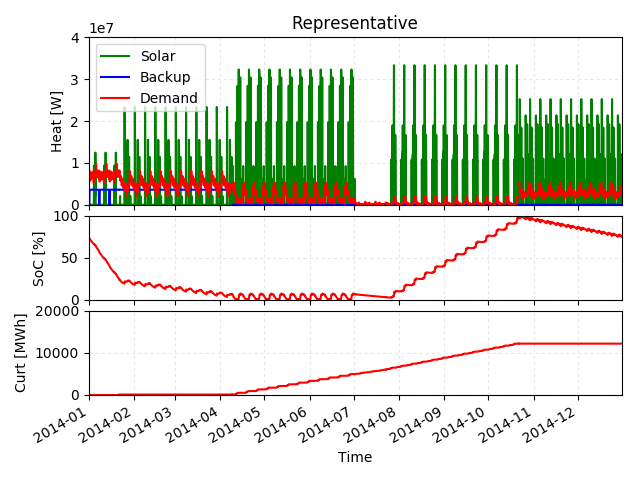 Representative
1e7
4
3
2
1
0
Heat [W]
Solar
Backup
Demand
100
50
0
SoC [%]
20000
10000
0
Curt [MWh]
2014-01
2014-02
2014-03
2014-04
2014-05
2014-06
2014-07
2014-08
2014-09
2014-10
2014-11
2014-12
Time